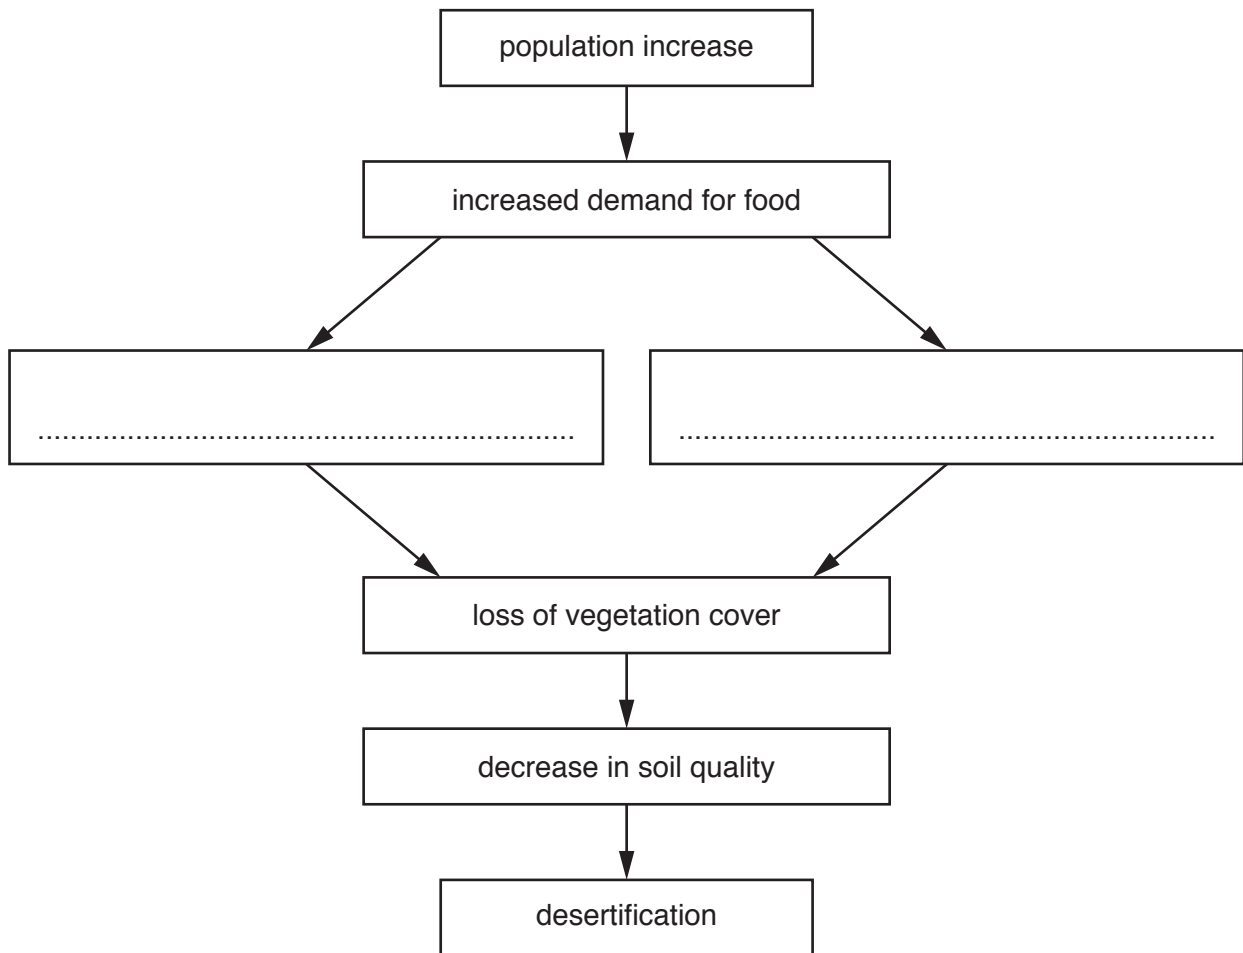 population increase
increased demand for food
.................................................................. ..................................................................
loss of vegetation cover
decrease in soil quality
desertification